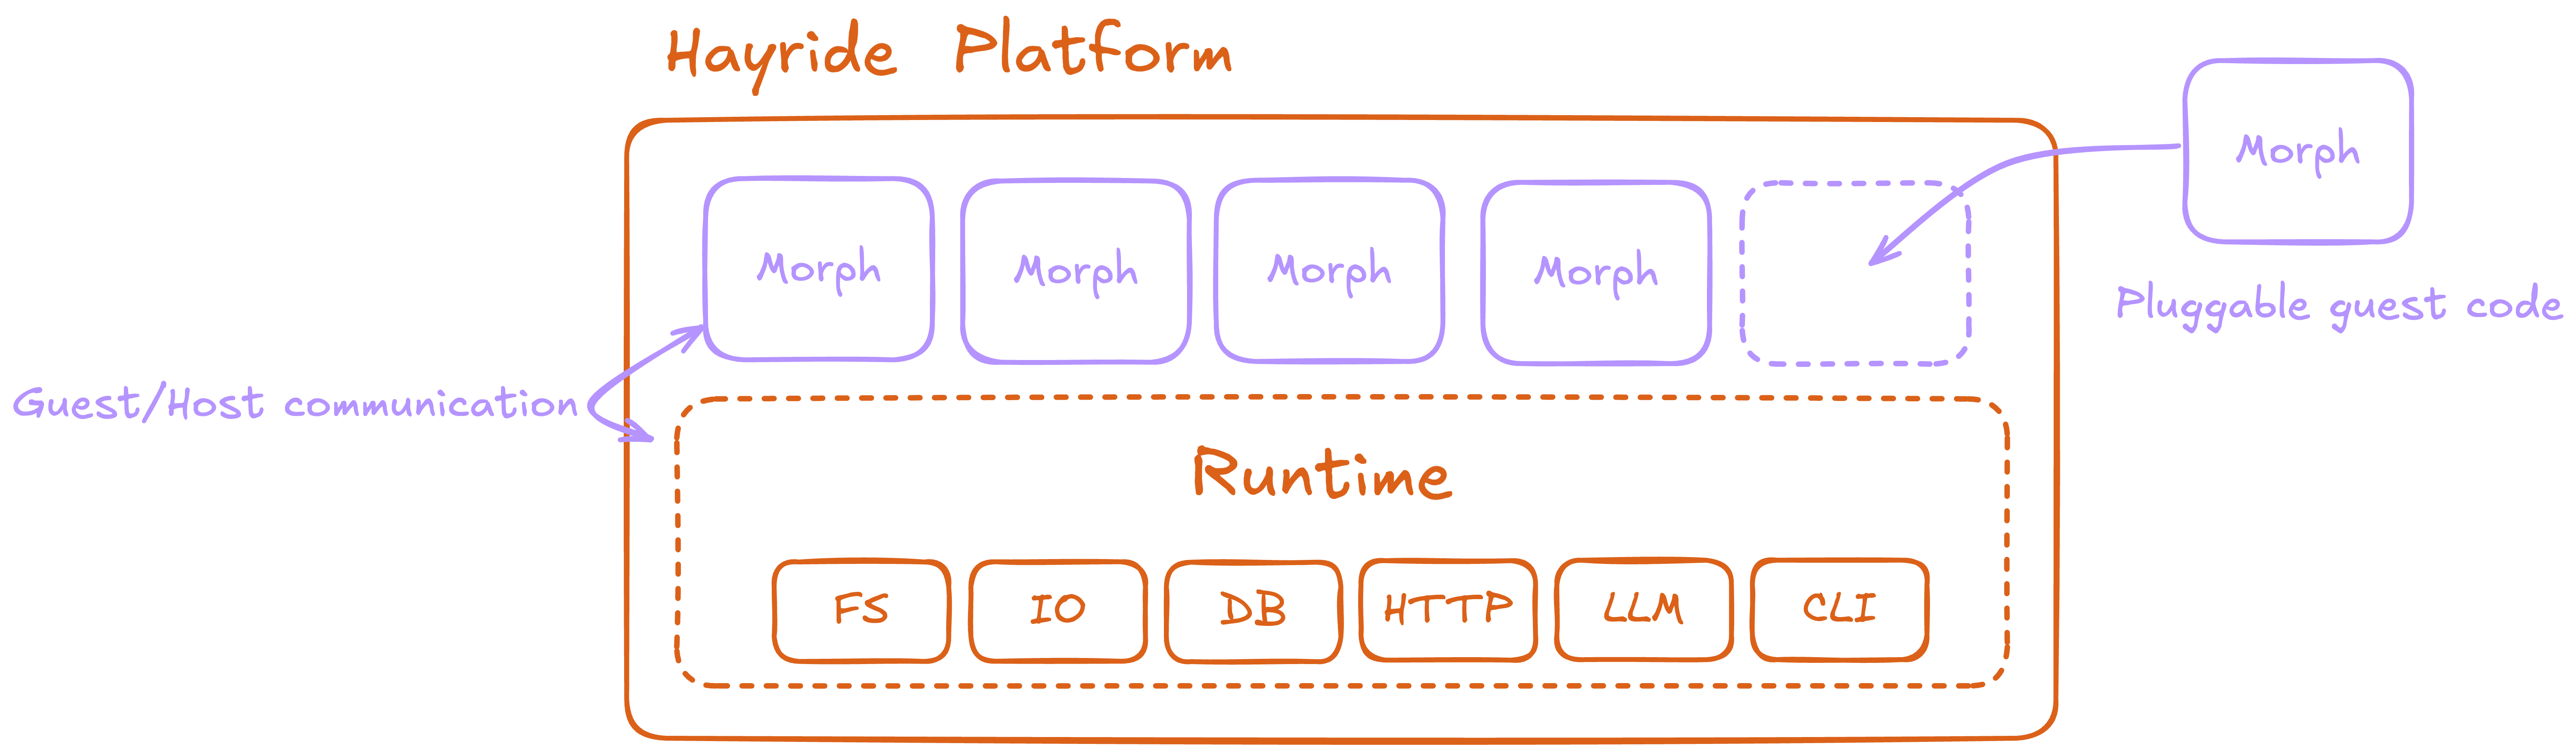 Hayride Platform
Morph
Morph
Morph
Morph
Morph
Pluggable guest code
Guest/Host communication
Runtime
FS
IO
DB
HTTP
LLM
CLI